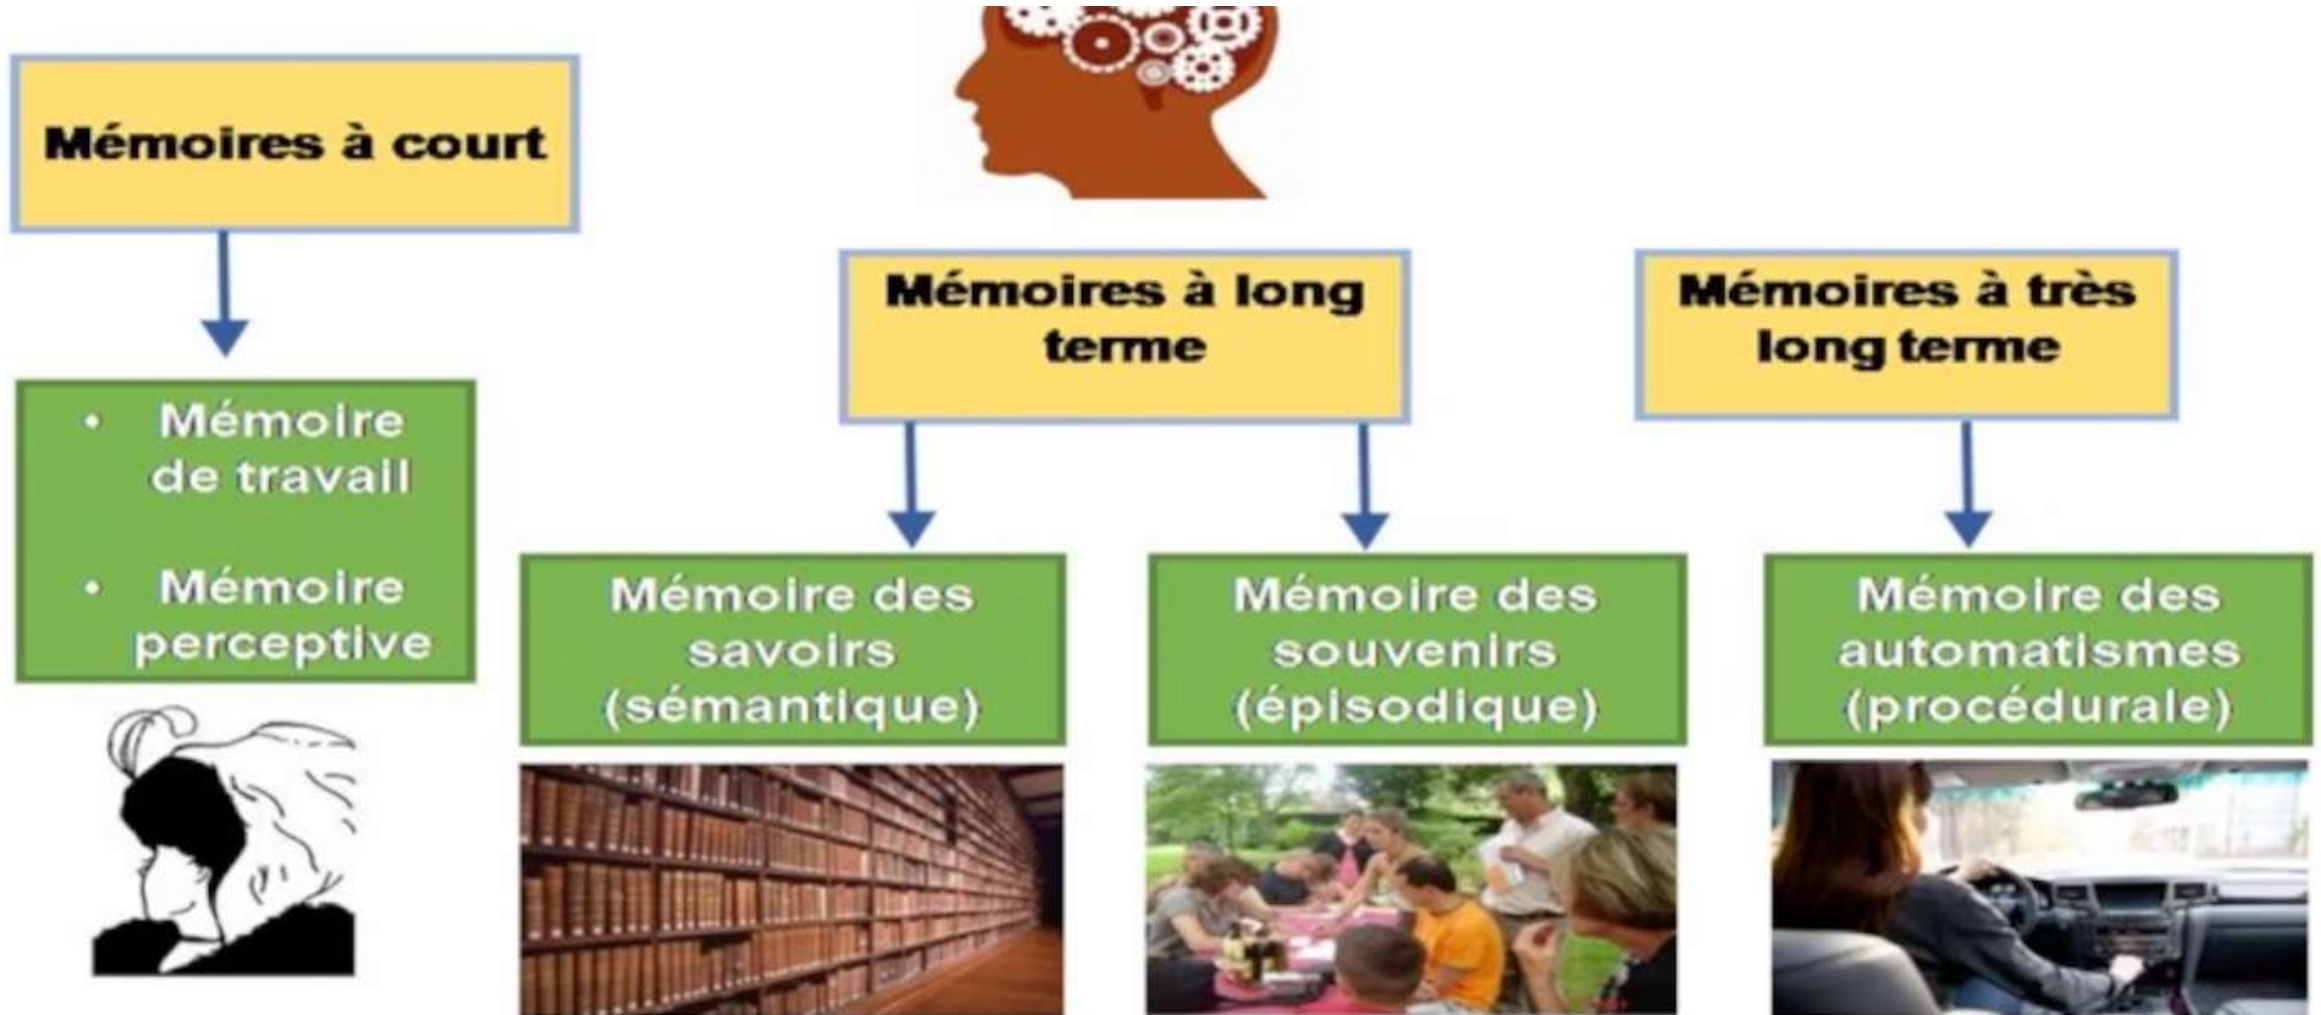 Mémoires à court
• Mémoire
de travail
• Mémoire
perceptive
Mémoires à long
terme
Mémoire des
savoirs
(sémantique)
Mémoire des
souvenirs
(épisodique)
Mémoires à très
long terme
Mémoire des
automatismes
(procédurale)